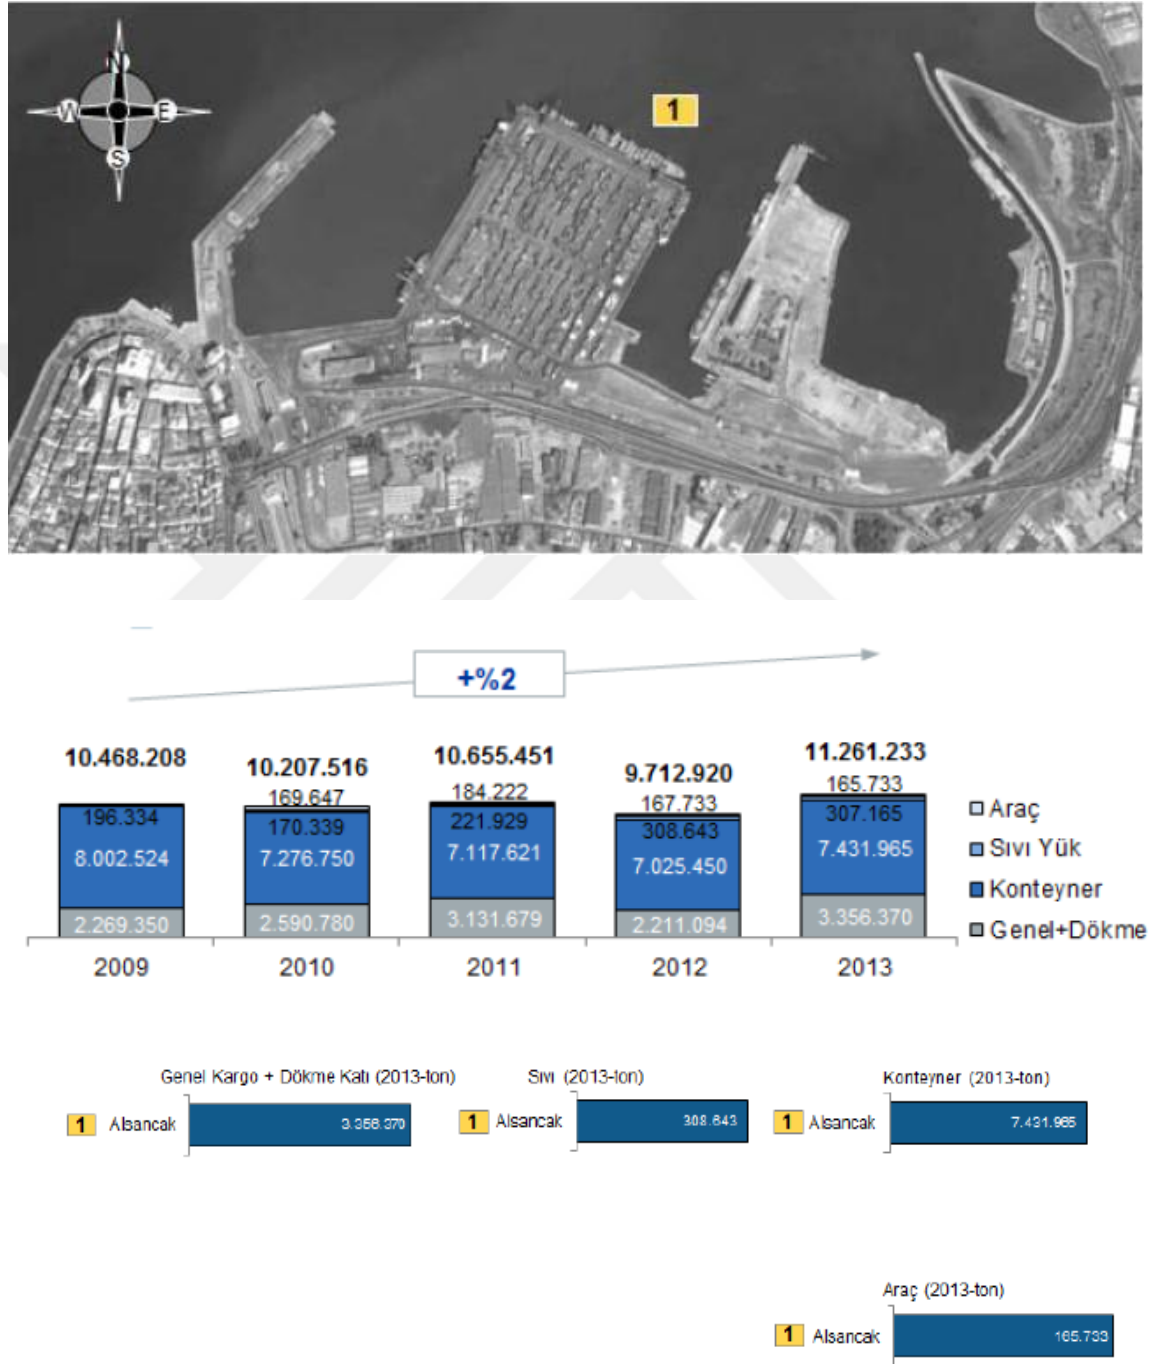 N
W E
S
1
+%2
10.468.208 10.207.516 10.655.451 9.712.920 11.261.233
169.647 184.222 167.733 165.733
196.334 170.339 221.929 308.643 307.165
8.002.524 7.276.750 7.117.621 7.025.450 7.431.965
2.269.350 2.590.780 3.131.679 2.211.094 3.356.370
2009 2010 2011 2012 2013
Araç
Sıvı Yük
Konteyner
Genel+Dökme
Genel Kargo + Dökme Katı (2013-ton)
1 Alsancak 3.356.370
Sıvı (2013-ton)
1 Alsancak 308.643
Konteyner (2013-ton)
1 Alsancak 7.431.965
Araç (2013-ton)
1 Alsancak 165.733